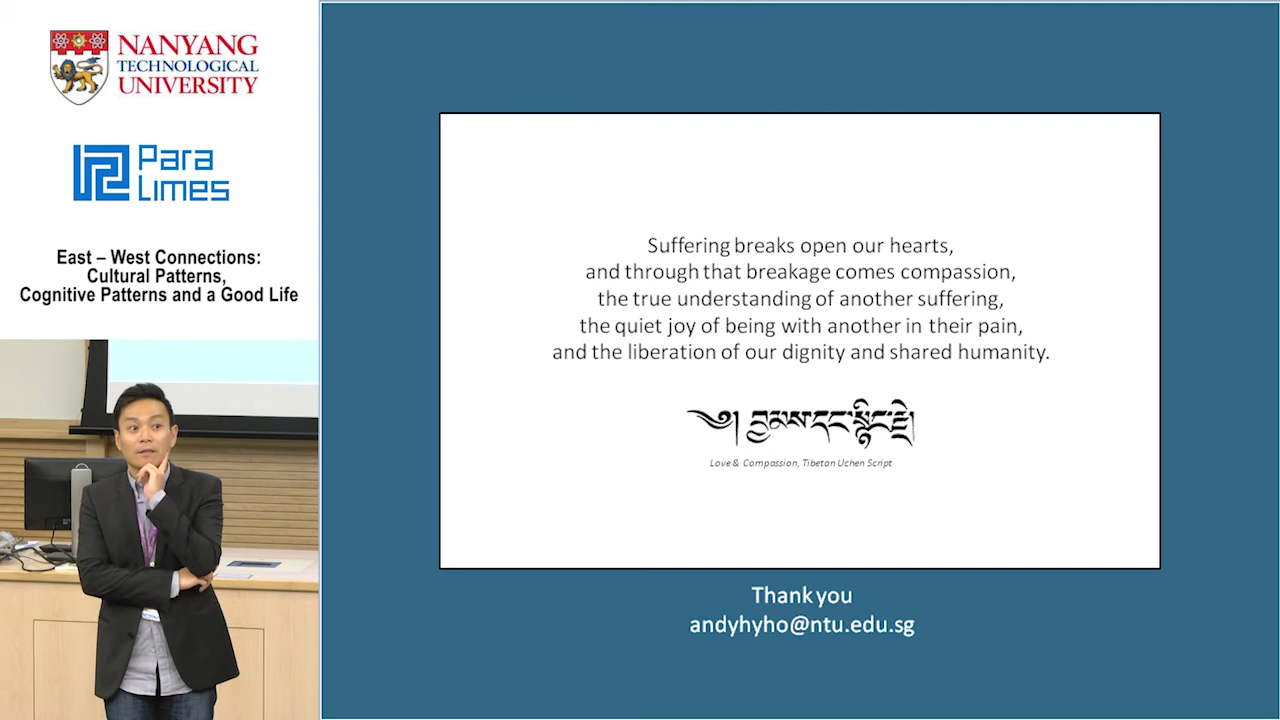 NANYANG
TECHNOLOGICAL
UNIVERSITY
Para
Limes
East – West Connections:
Cultural Patterns,
Cognitive Patterns and a Good Life
Suffering breaks open our hearts,
and through that breakage comes compassion,
the true understanding of another suffering,
the quiet joy of being with another in their pain,
and the liberation of our dignity and shared humanity.
༄། བྱམས་དང་སྙིང་རྗེ།
Love & Compassion, Tibetan Uchen Script
Thank you
andyhyho@ntu.edu.sg